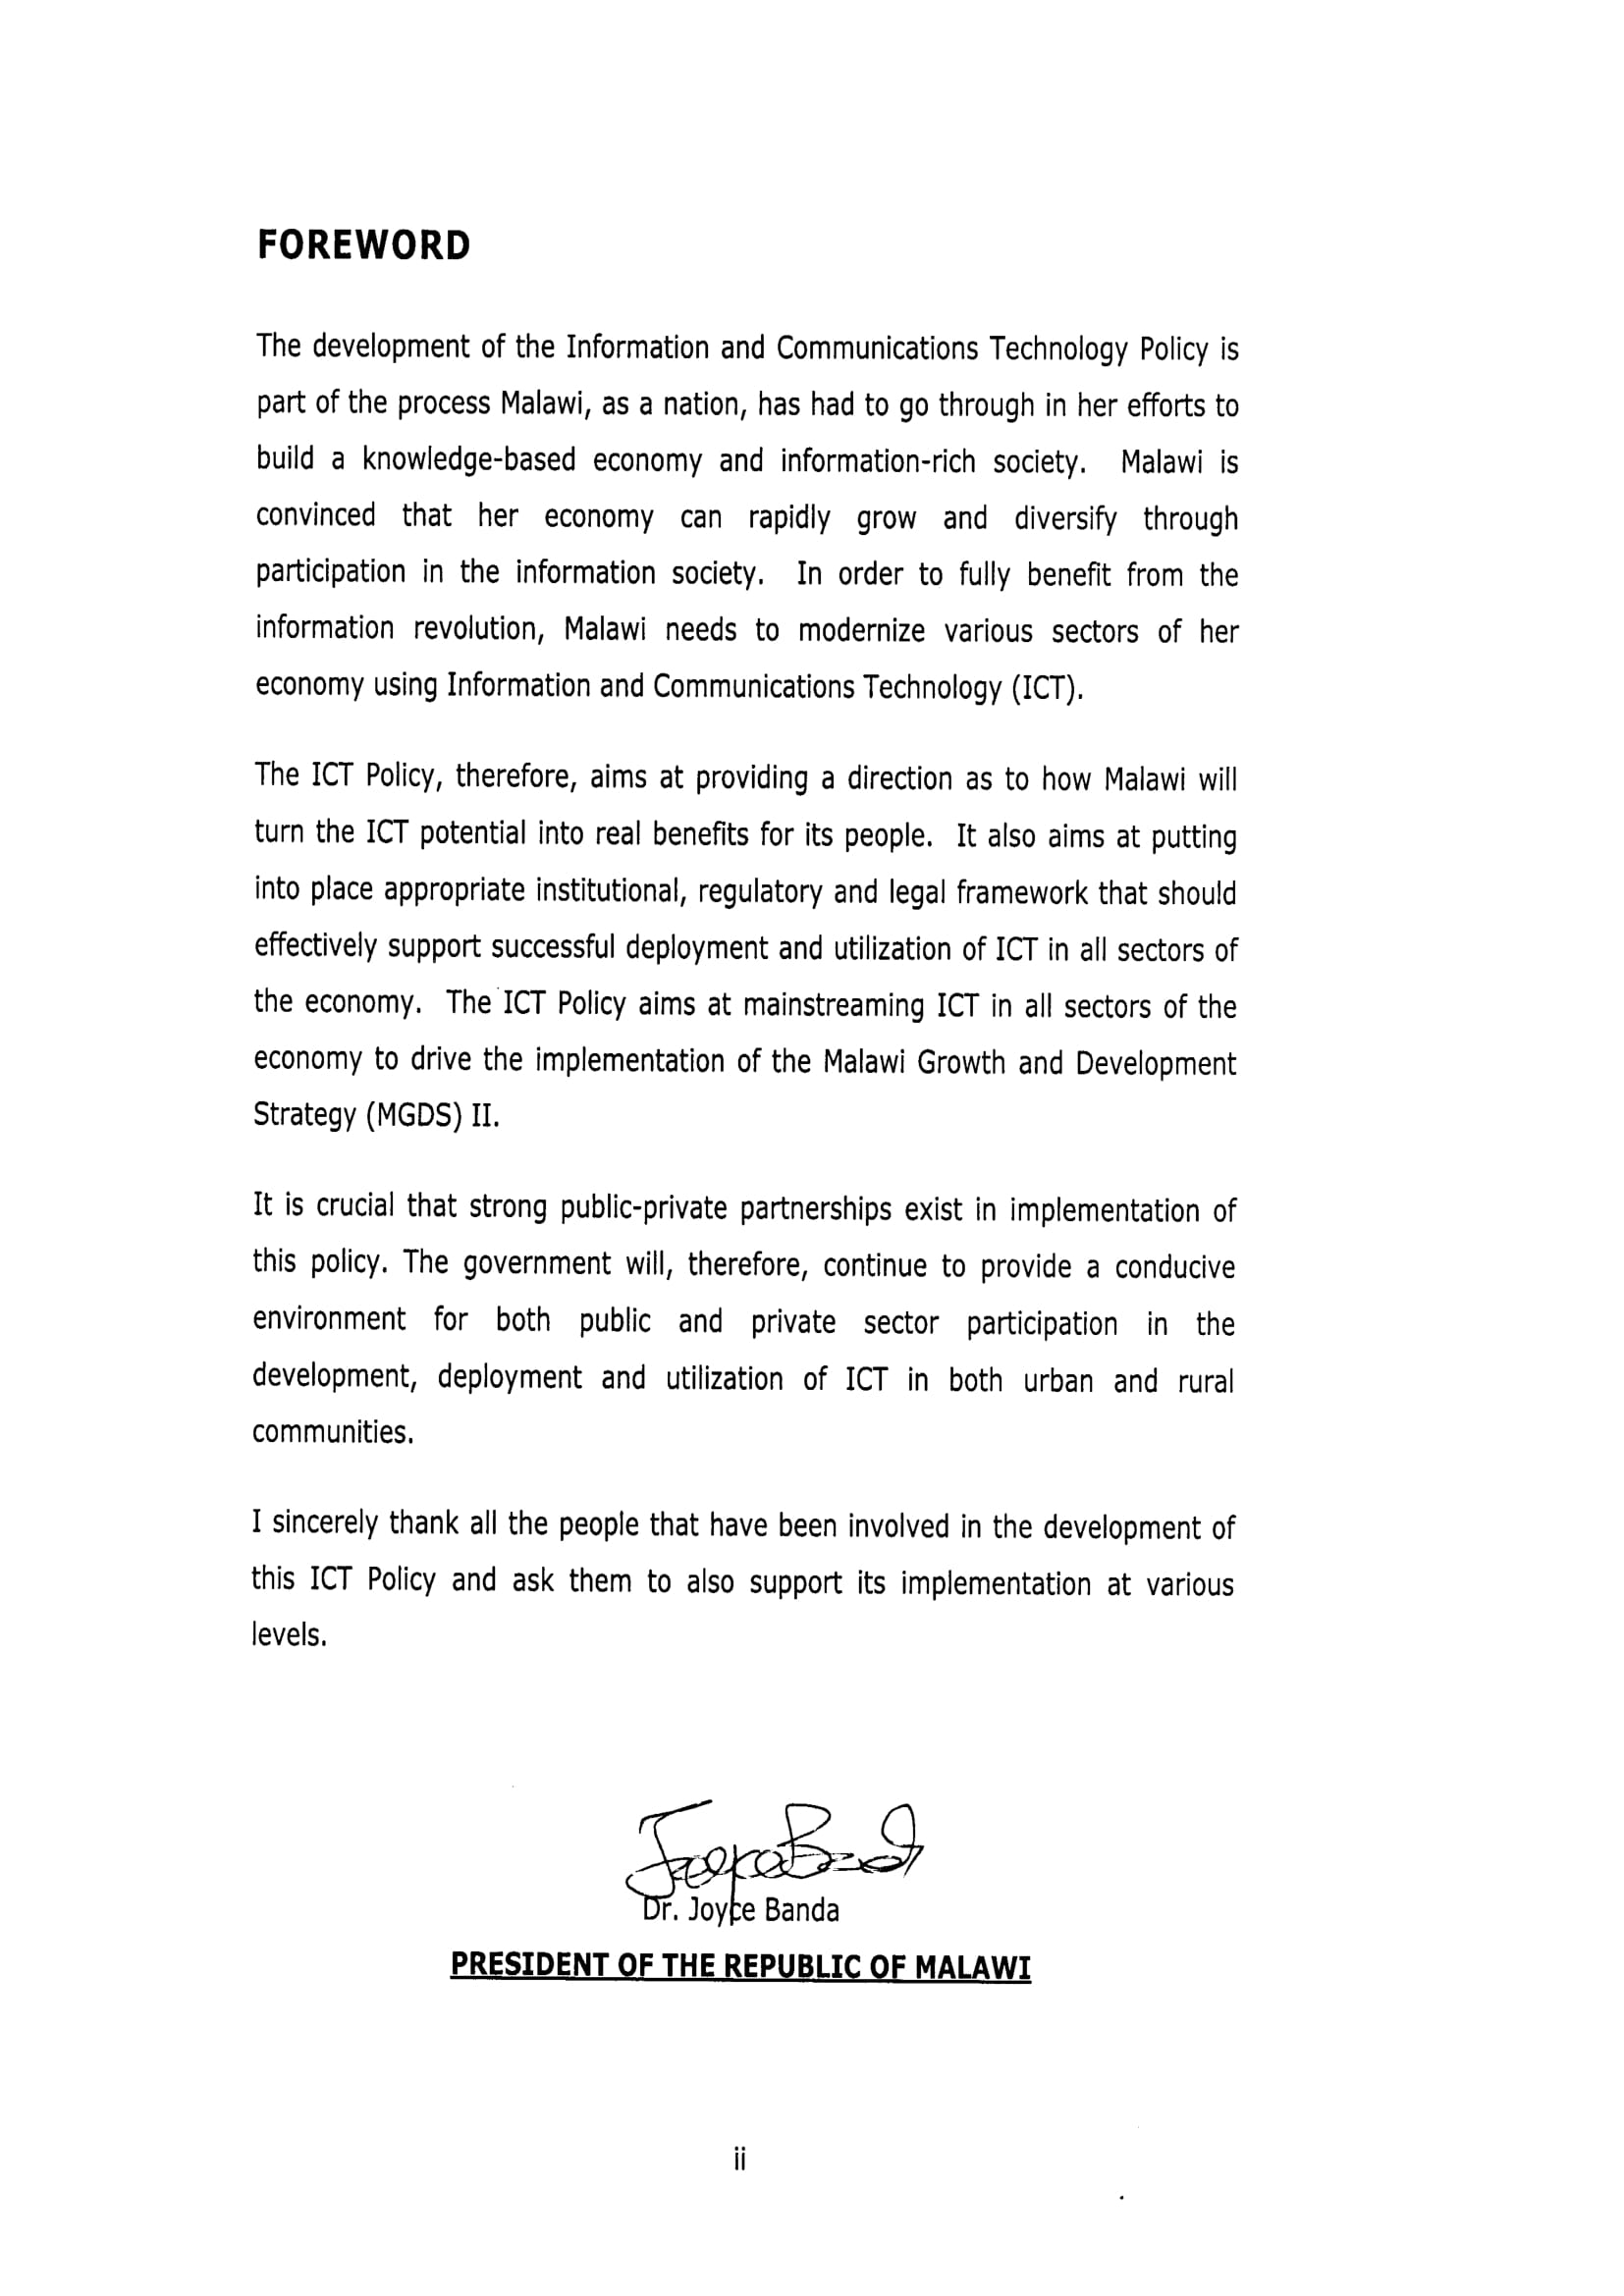 FOREWORD
The development of the Information and Communications Technology Policy is
part of the process Malawi, as a nation, has had to go through in her efforts to
build a knowledge-based economy and information-rich society. Malawi is
convinced that her economy can rapidly grow and diversify through
participation in the information society. In order to fully benefit from the
information revolution, Malawi needs to modernize various sectors of her
economy using Information and Communications Technology (ICT).
The ICT Policy, therefore, aims at providing a direction as to how Malawi will
turn the ICT potential into real benefits for its people. It also aims at putting
into place appropriate institutional, regulatory and legal framework that should
effectively support successful deployment and utilization of ICT in all sectors of
the economy. The ICT Policy aims at mainstreaming ICT in all sectors of the
economy to drive the implementation of the Malawi Growth and Development
Strategy (MGDS) II.
It is crucial that strong public-private partnerships exist in implementation of
this policy. The government will, therefore, continue to provide a conducive
environment for both public and private sector participation in the
development, deployment and utilization of ICT in both urban and rural
communities.
I sincerely thank all the people that have been involved in the development of
this ICT Policy and ask them to also support its implementation at various
levels.
Joyce Banda
Dr. Joyce Banda
PRESIDENT OF THE REPUBLIC OF MALAWI
ii